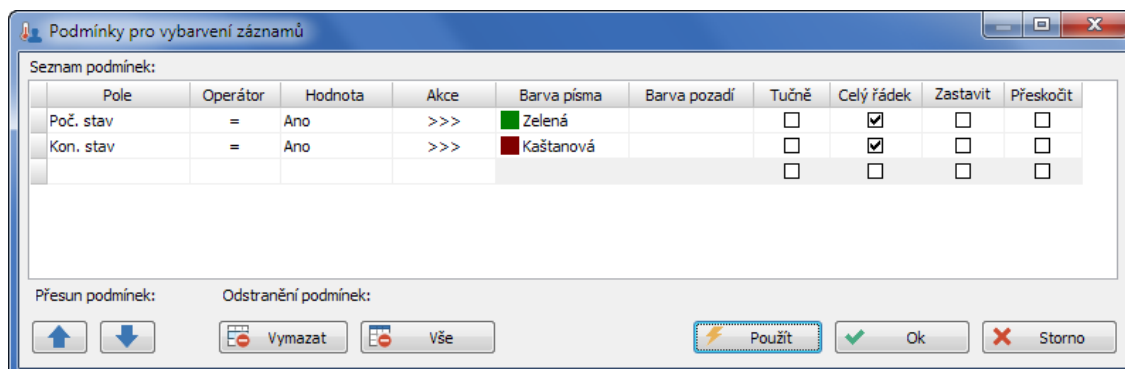 Podmínky pro vybarvení záznamů
Seznam podmínek:
Pole Operátor Hodnota Akce Barva písma Barva pozadí Tučně Celý řádek Zastavit Přeskočit
Poč. stav = Ano >>> Zelená
Kon. stav = Ano >>> Kaštanová
Přesun podmínek: Odstranění podmínek:
Vymazat Vše Použít Ok Storno